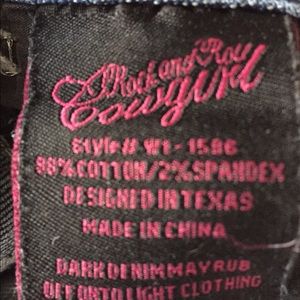 Rock and Roll
Cowgirl
Style# W1-1586
98% COTTON/2% SPANDEX
DESIGNED IN TEXAS
MADE IN CHINA
DARK DENIM MAY RUB
OFF ONTO LIGHT CLOTHING